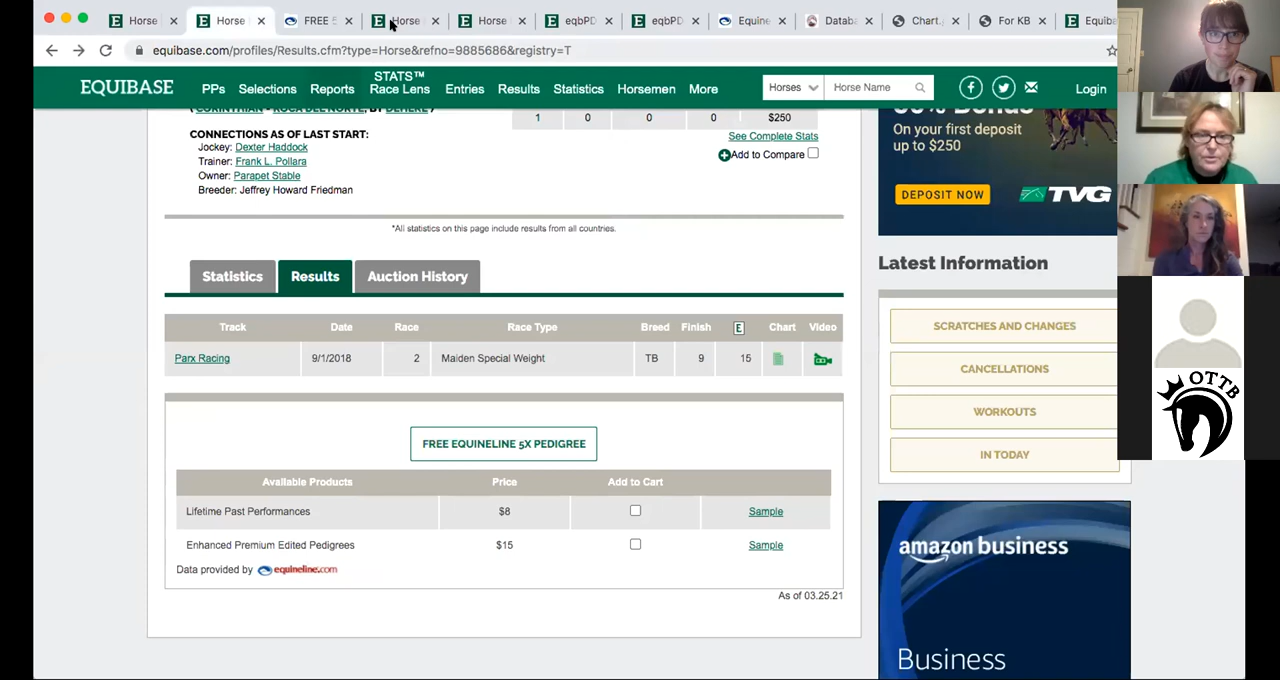 Horse
Horse
FREE 5
Horse
Horse
eqbPD
eqbPD
Equine
Datab
Chart.
For KB
Equiba
equibase.com/profiles/Results.cfm?type=Horse&refno=9885686&registry=T
EQUIBASE
PPs
Selections
Reports
STATS™
Race Lens
Entries
Results
Statistics
Horsemen
More
Horses
Horse Name
Login
( CORINTHIAN - ROCA DEL NORTE, BY DEHERE )
1 0 0 0 $250
CONNECTIONS AS OF LAST START:
Jockey: Dexter Haddock
Trainer: Frank L. Pollara
Owner: Parapet Stable
Breeder: Jeffrey Howard Friedman
See Complete Stats
Add to Compare
*All statistics on this page include results from all countries.
Statistics
Results
Auction History
Track Date Race Race Type Breed Finish E Chart Video
Parx Racing 9/1/2018 2 Maiden Special Weight TB 9 15
FREE EQUINELINE 5X PEDIGREE
Available Products Price Add to Cart
Lifetime Past Performances $8 Sample
Enhanced Premium Edited Pedigrees $15 Sample
Data provided by equineline.com
As of 03.25.21
On your first deposit
up to $250
DEPOSIT NOW
TVG
Latest Information
SCRATCHES AND CHANGES
CANCELLATIONS
WORKOUTS
IN TODAY
amazon business
Business
OTTB